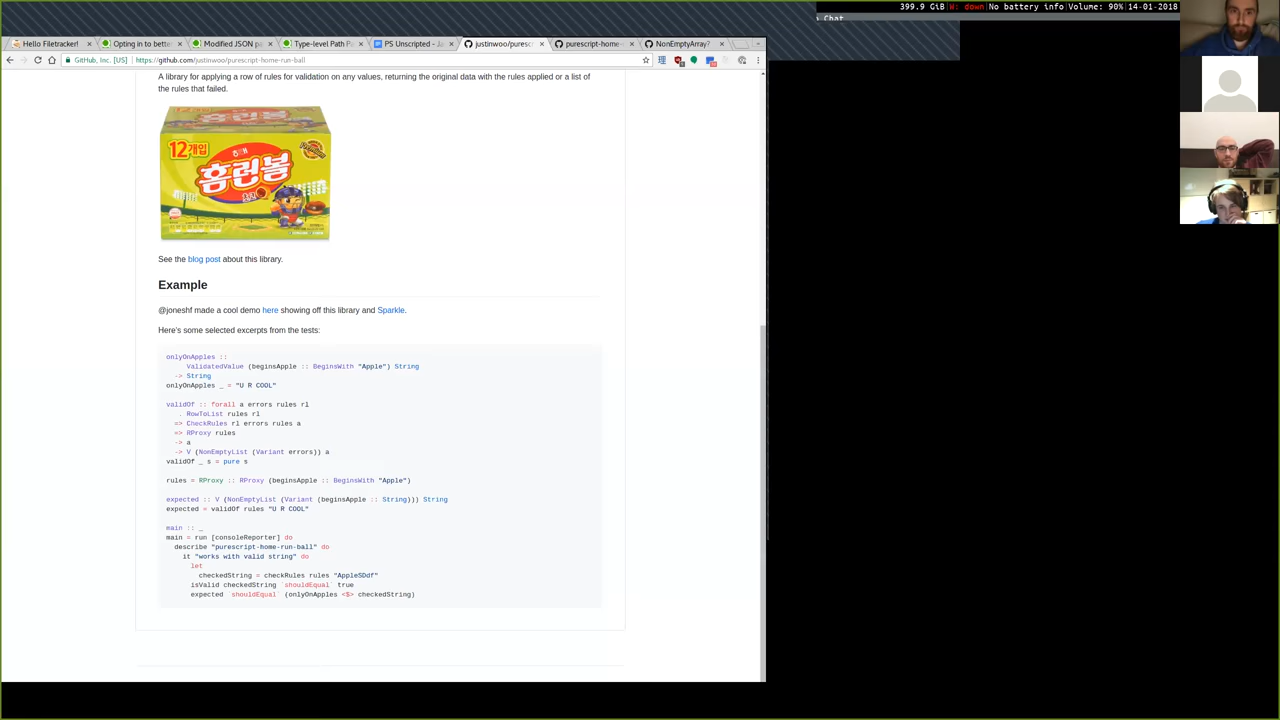 399.9 GiB|W: down|No battery info|Volume: 90%|14-01-2018
Chat
Hello Filetracker!
Opting in to bette
Modified JSON pa
Type-level Path Pa
PS Unscripted – Ja
justinwoo/puresc
purescript-home-
NonEmptyArray?
GitHub, Inc. [US]
https://github.com/justinwoo/purescript-home-run-ball
A library for applying a row of rules for validation on any values, returning the original data with the rules applied or a list of
the rules that failed.
12개입
해태
홈런볼
See the blog post about this library.
Example
@joneshf made a cool demo here showing off this library and Sparkle.
Here's some selected excerpts from the tests:
onlyOnApples ::
ValidatedValue (beginsApple :: BeginsWith "Apple") String
-> String
onlyOnApples _ = "U R COOL"
validOf :: forall a errors rules rl
. RowToList rules rl
=> CheckRules rl errors rules a
=> RProxy rules
-> a
-> V (NonEmptyList (Variant errors)) a
validOf _ s = pure s
rules = RProxy :: RProxy (beginsApple :: BeginsWith "Apple")
expected :: V (NonEmptyList (Variant (beginsApple :: String))) String
expected = validOf rules "U R COOL"
main :: _
main = run [consoleReporter] do
describe "purescript-home-run-ball" do
it "works with valid string" do
let
checkedString = checkRules rules "AppleSDdf"
isValid checkedString `shouldEqual` true
expected `shouldEqual` (onlyOnApples <$> checkedString)